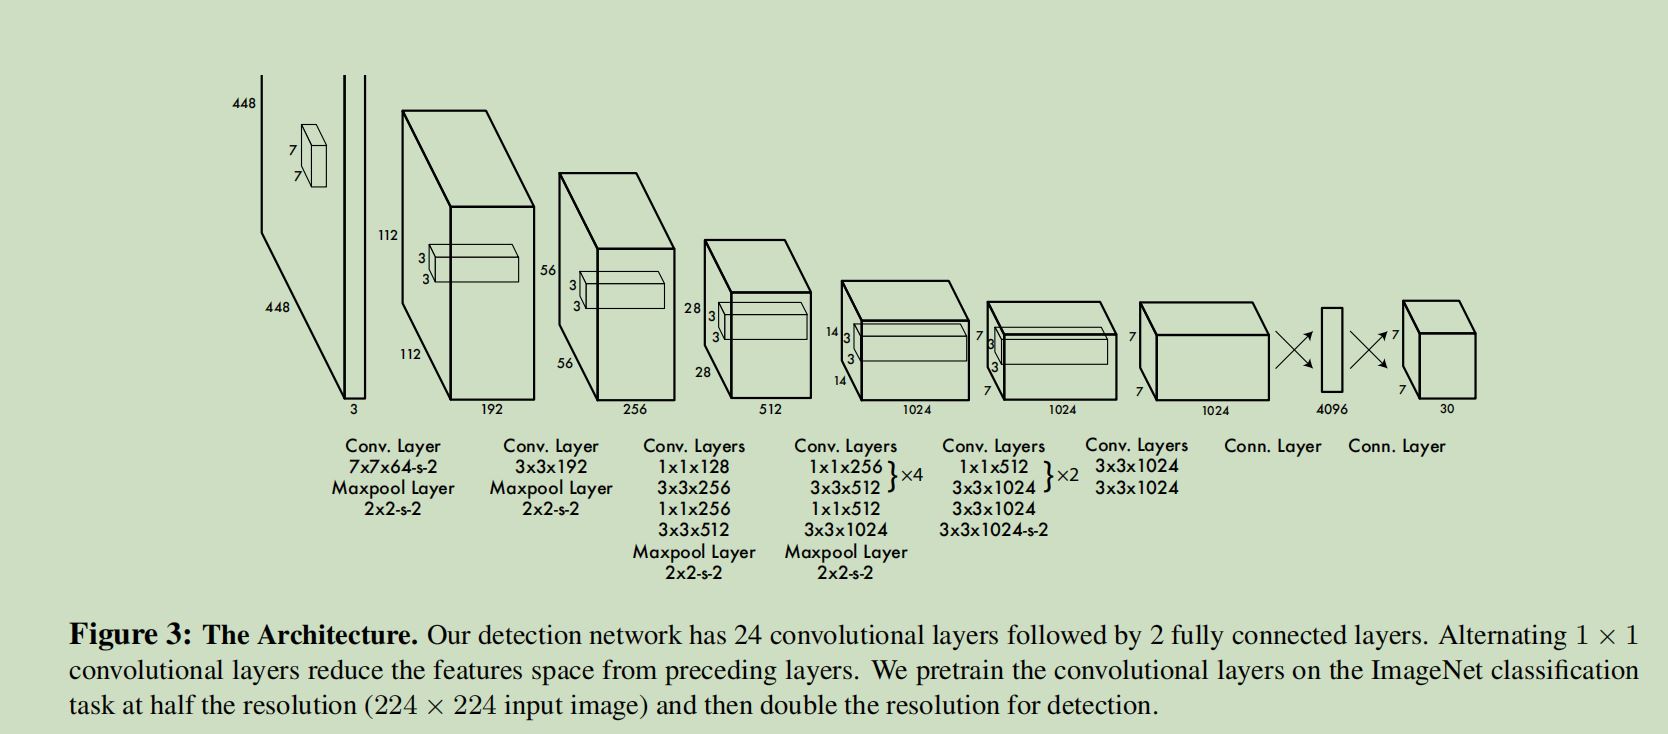 448
7
7
448
3
112
3
3
112
192
56
3
3
56
256
28
3
3
28
512
14
3
3
14
1024
7
3
3
7
1024
7
7
1024
4096
7
7
30
Conv. Layer
7x7x64-s-2
Maxpool Layer
2x2-s-2
Conv. Layer
3x3x192
Maxpool Layer
2x2-s-2
Conv. Layers
1x1x128
3x3x256
1x1x256
3x3x512
Maxpool Layer
2x2-s-2
Conv. Layers
1x1x256
3x3x512
}×4
1x1x512
3x3x1024
Maxpool Layer
2x2-s-2
Conv. Layers
1x1x512
3x3x1024
}×2
3x3x1024
3x3x1024-s-2
Conv. Layers
3x3x1024
3x3x1024
Conn. Layer
Conn. Layer
Figure 3: The Architecture. Our detection network has 24 convolutional layers followed by 2 fully connected layers. Alternating 1 × 1
convolutional layers reduce the features space from preceding layers. We pretrain the convolutional layers on the ImageNet classification
task at half the resolution (224 × 224 input image) and then double the resolution for detection.